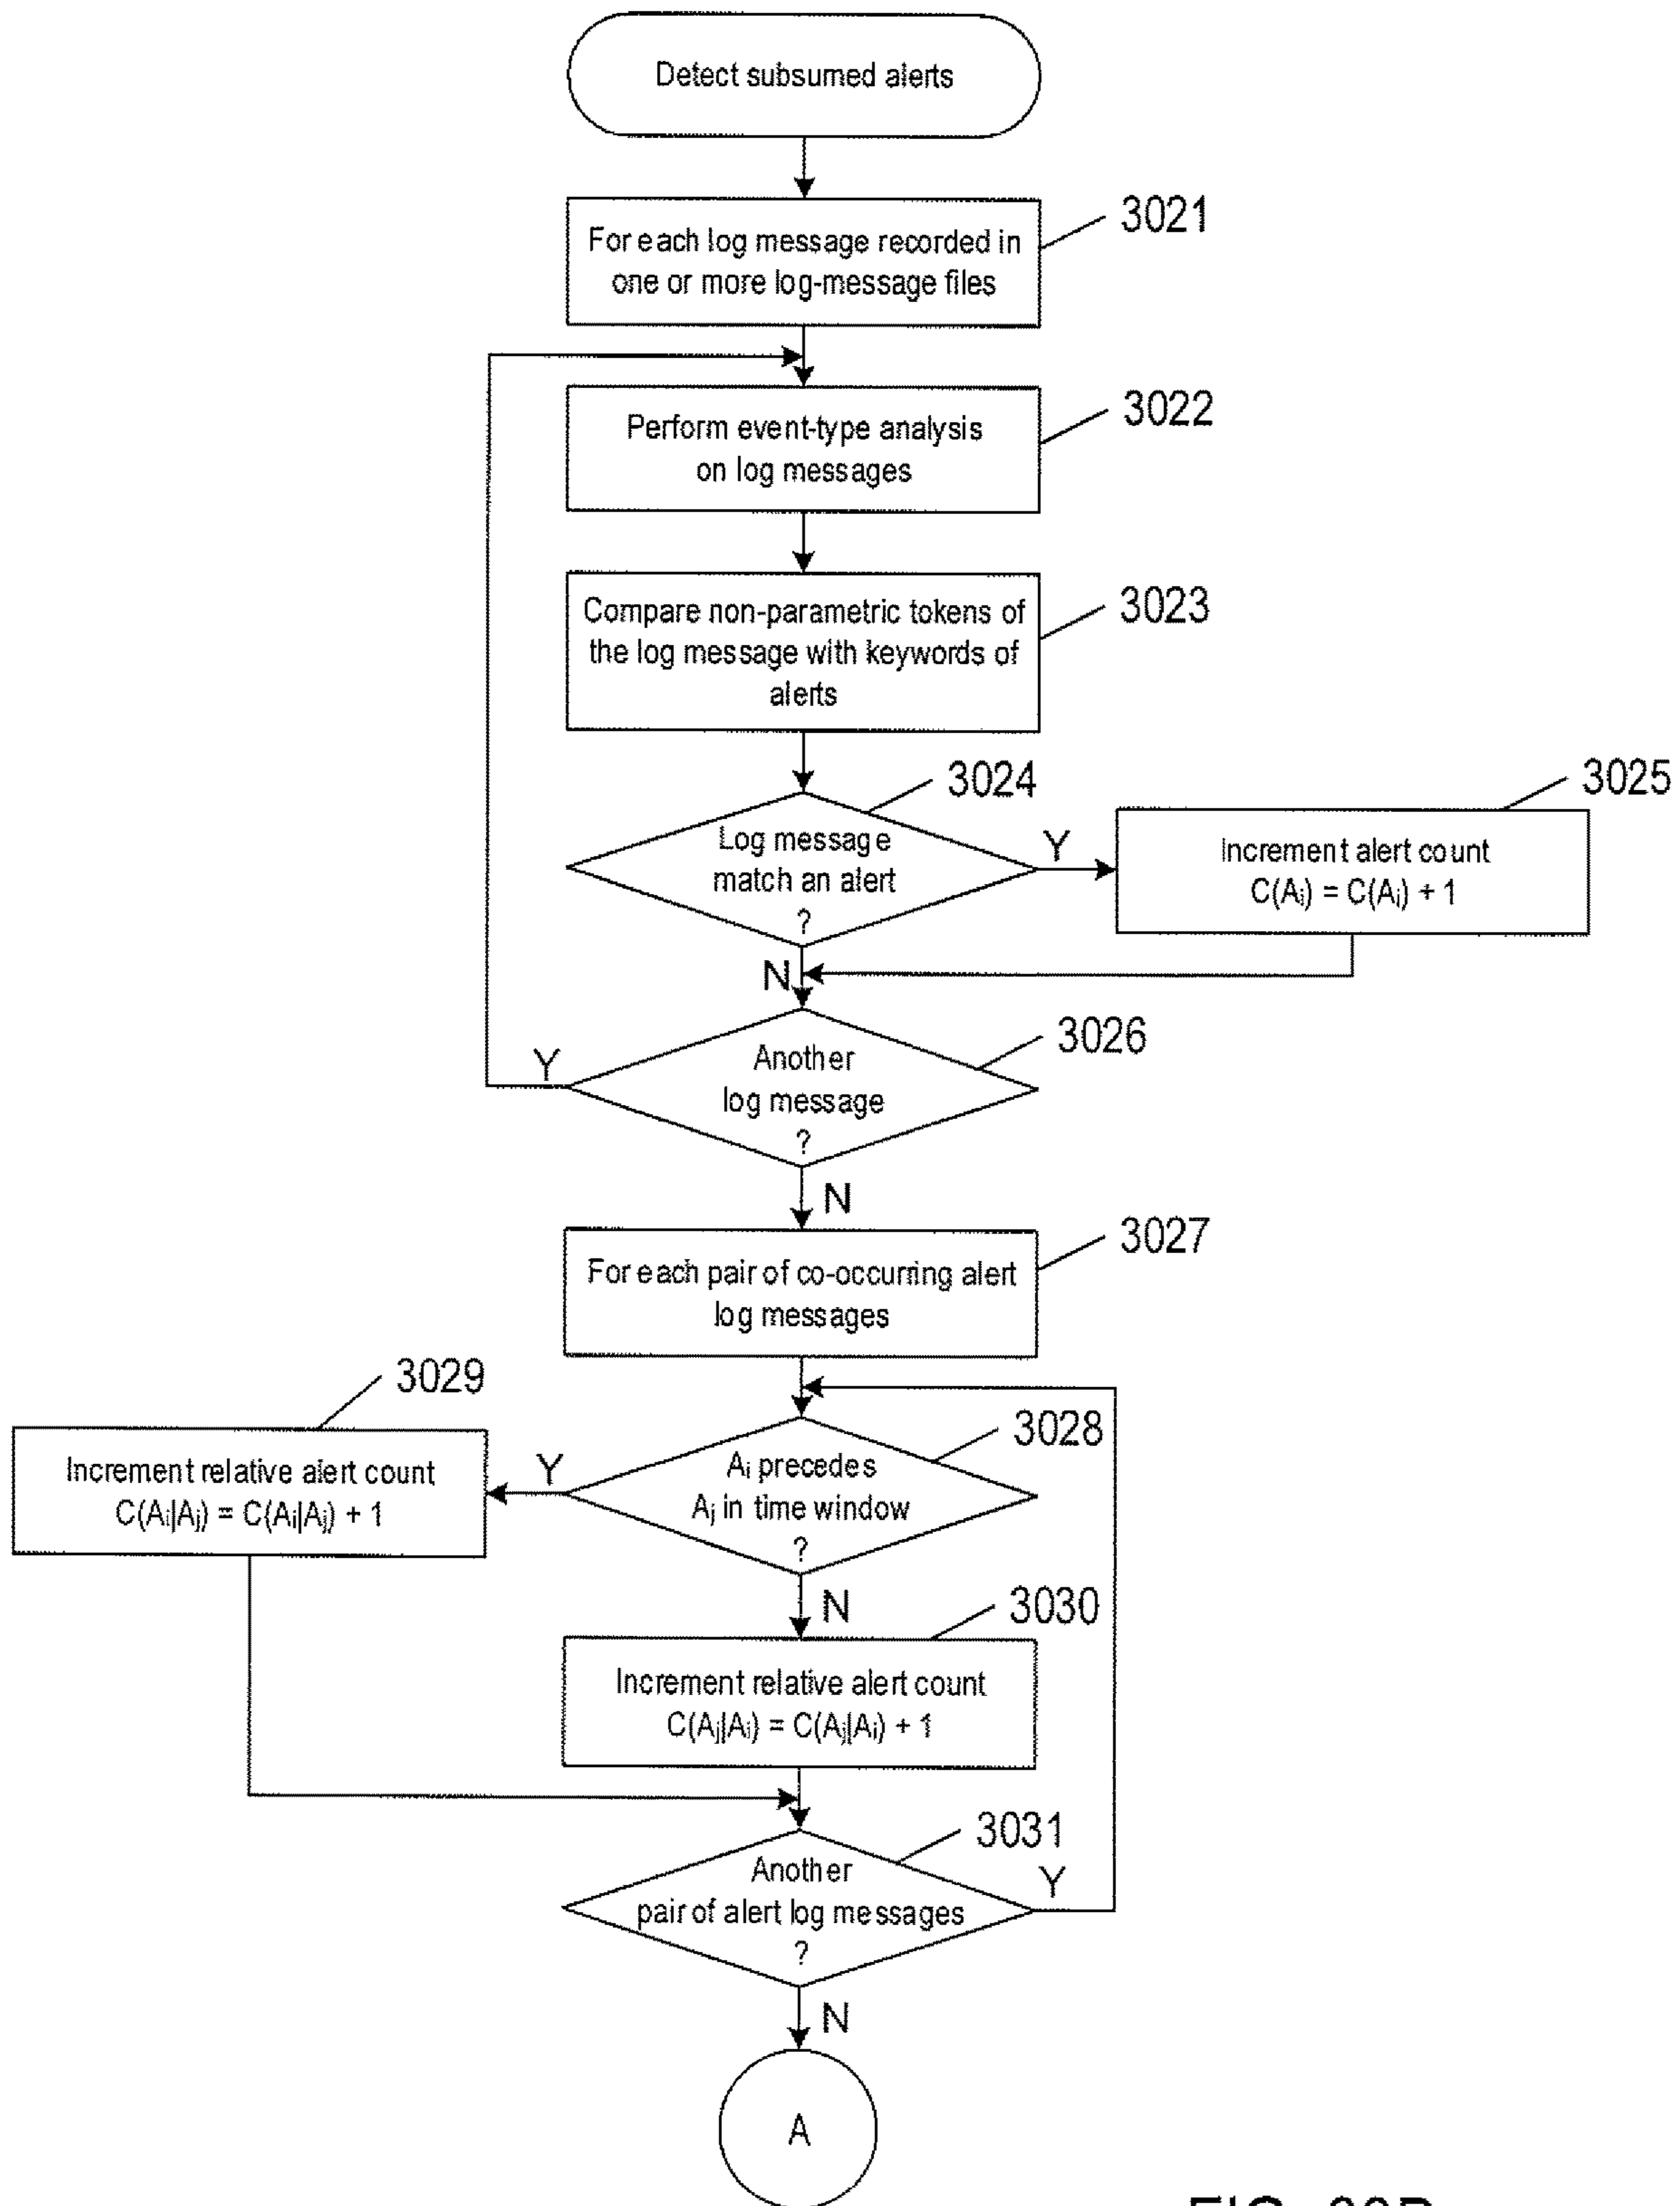 Detect subsumed alerts
3021
For each log message recorded in
one or more log-message files
3022
Perform event-type analysis
on log messages
3023
Compare non-parametric tokens of
the log message with keywords of
alerts
3024
Log message
match an alert
?
Y
3025
Increment alert count
C(Aᵢ) = C(Aᵢ) + 1
N
3026
Another
log message
?
Y
N
3027
For each pair of co-occurring alert
log messages
3028
Aᵢ precedes
Aⱼ in time window
?
Y
3029
Increment relative alert count
C(Aᵢ|Aⱼ) = C(Aᵢ|Aⱼ) + 1
N
3030
Increment relative alert count
C(Aⱼ|Aᵢ) = C(Aⱼ|Aᵢ) + 1
3031
Another
pair of alert log messages
?
Y
N
A